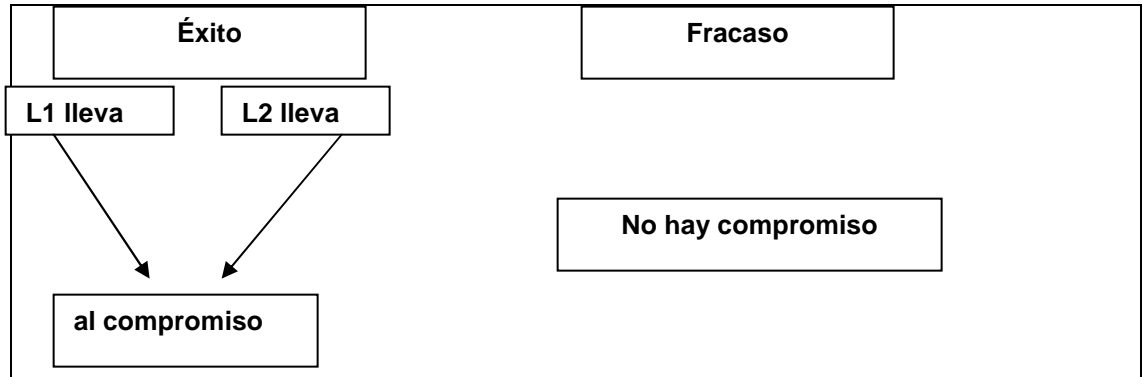 Éxito
Fracaso
L1 lleva
L2 lleva
No hay compromiso
al compromiso